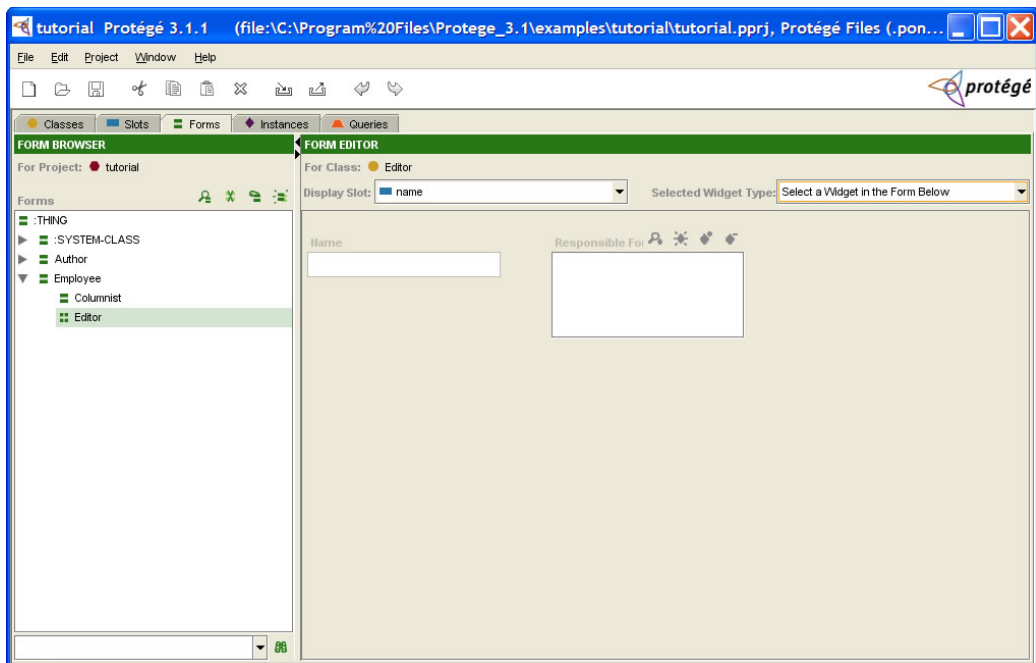 tutorial Protégé 3.1.1 (file:\C:\Program%20Files\Protege_3.1\examples\tutorial\tutorial.pprj, Protégé Files (.pon...
File Edit Project Window Help
protégé
Classes Slots Forms Instances Queries
FORM BROWSER
For Project: tutorial
Forms
:THING
:SYSTEM-CLASS
Author
Employee
Columnist
Editor
FORM EDITOR
For Class: Editor
Display Slot: name Selected Widget Type: Select a Widget in the Form Below
Name Responsible For